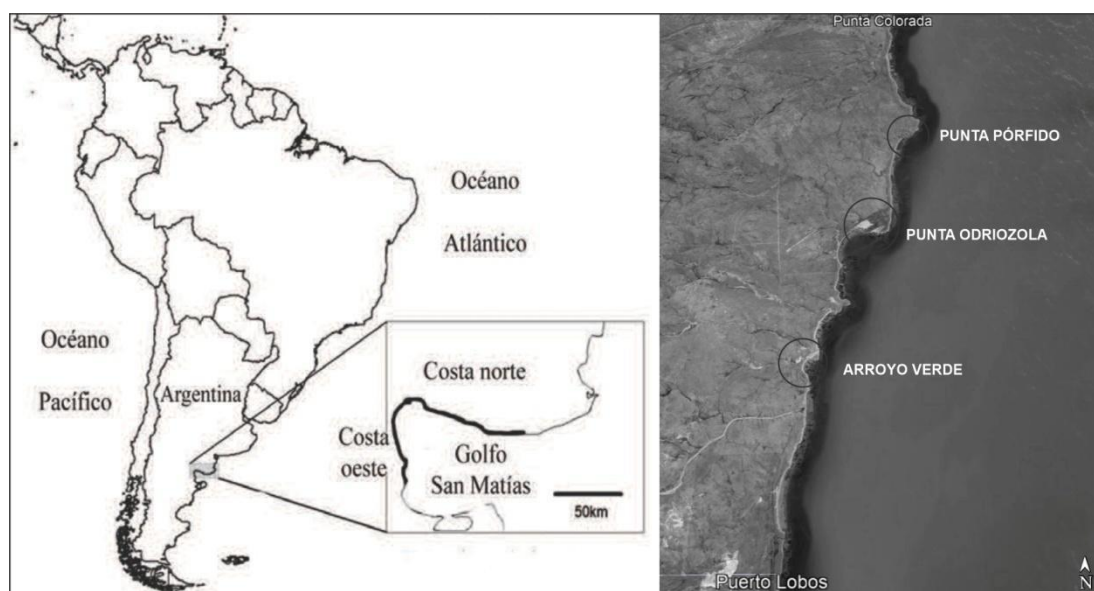 Océano
Atlántico
Océano
Pacífico
Argentina
Costa norte
Costa
oeste
Golfo
San Matías
50km
Punta Colorada
PUNTA PÓRFIDO
PUNTA ODRIOZOLA
ARROYO VERDE
Puerto Lobos
N